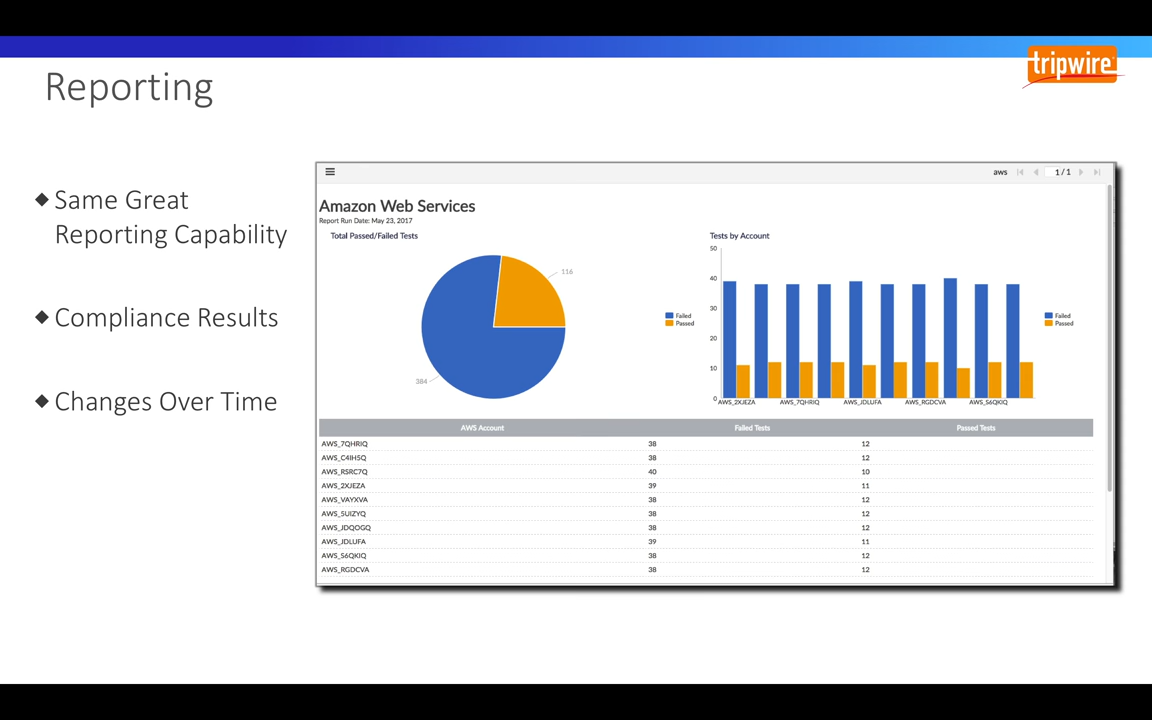 tripwire
Reporting
◆ Same Great
Reporting Capability
◆ Compliance Results
◆ Changes Over Time
aws 1 / 1
Amazon Web Services
Report Run Date: May 23, 2017
Total Passed/Failed Tests
116
384
Failed
Passed
Tests by Account
50
40
30
20
10
0
AWS_2XJEZA AWS_7QHRIQ AWS_JDLUFA AWS_RGDCVA AWS_S6QKIQ
Failed
Passed
AWS Account Failed Tests Passed Tests
AWS_7QHRIQ 38 12
AWS_C4IH5Q 38 12
AWS_RSRC7Q 40 10
AWS_2XJEZA 39 11
AWS_VAYXVA 38 12
AWS_5UIZYQ 38 12
AWS_JDQOGQ 38 12
AWS_JDLUFA 39 11
AWS_S6QKIQ 38 12
AWS_RGDCVA 38 12